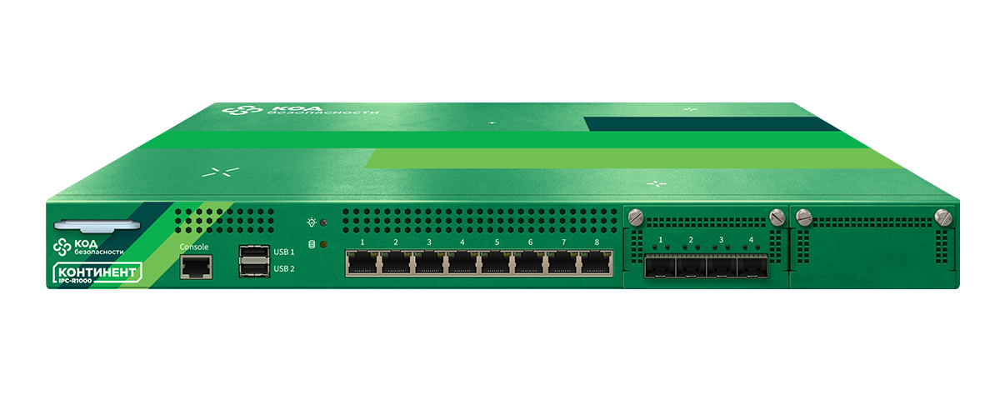 КОД
безопасности
Console
USB 1
USB 2
1 2 3 4 5 6 7 8
1 2 3 4
КОД
безопасности
КОНТИНЕНТ
IPC-R1000